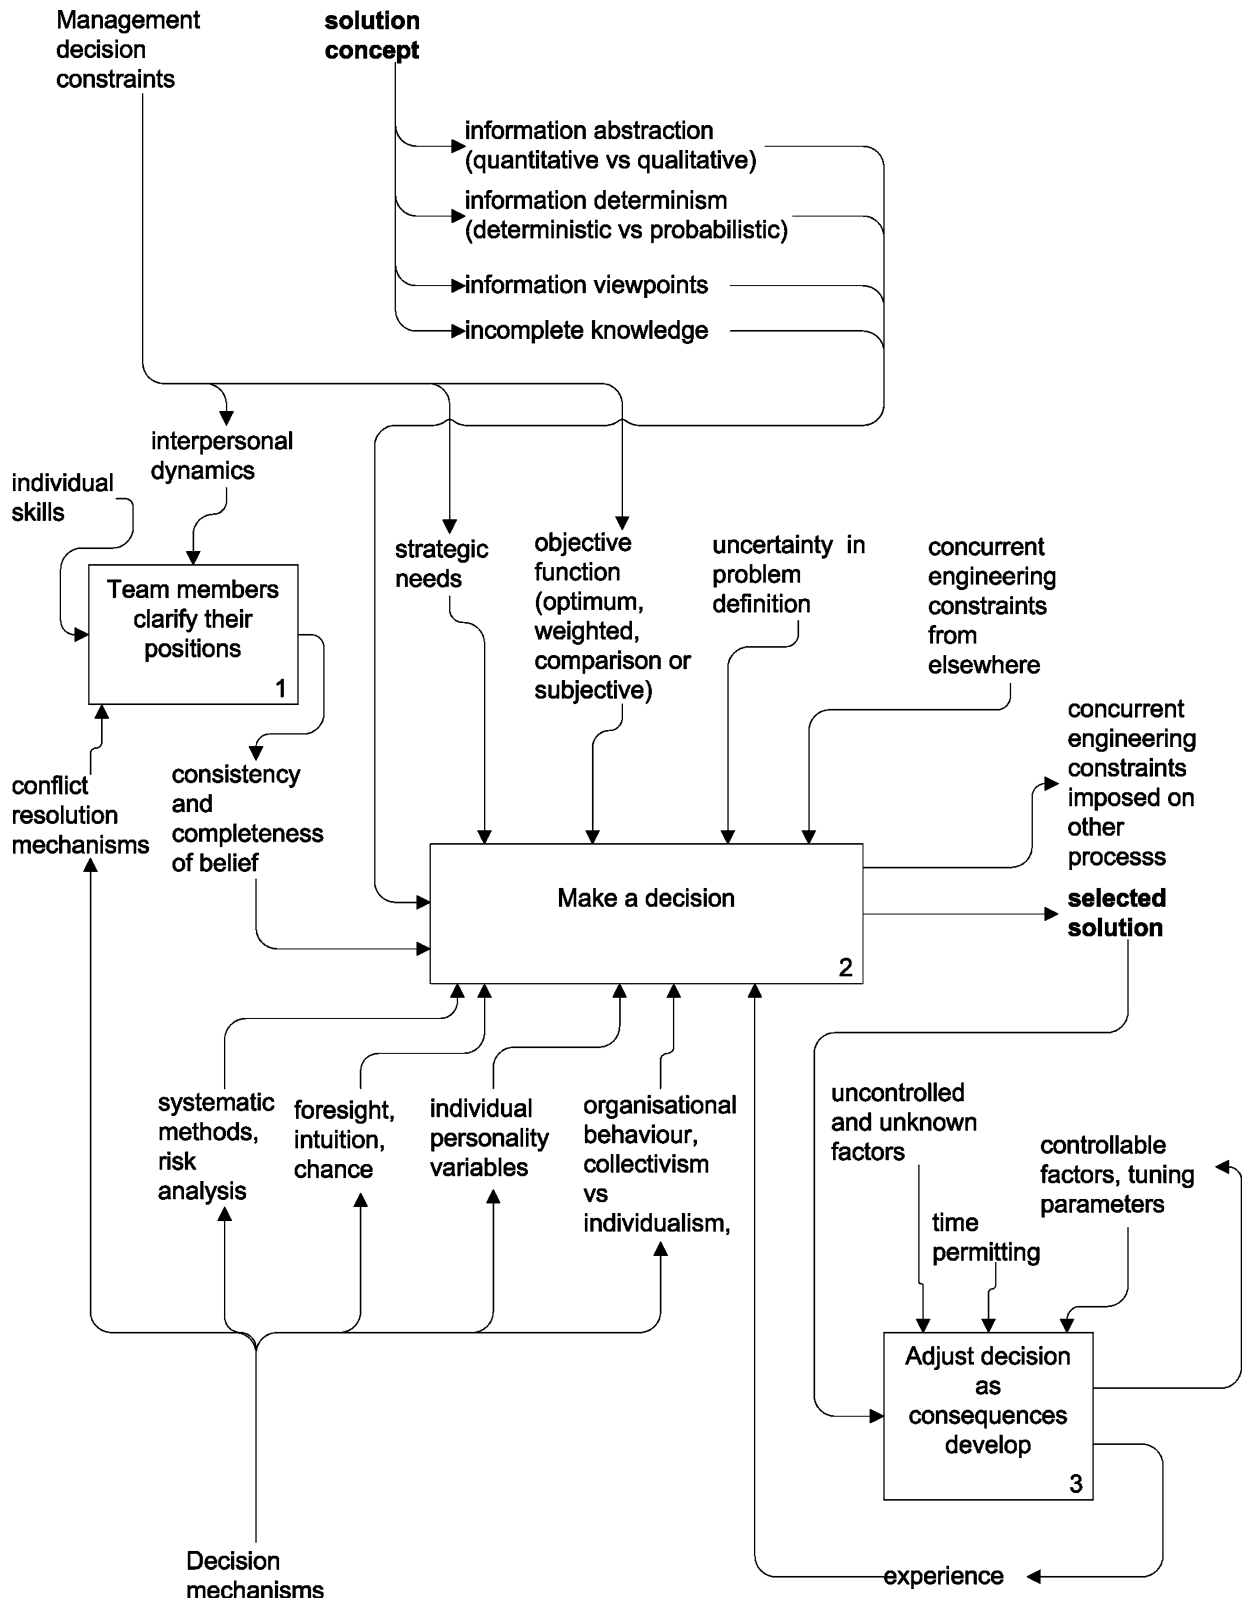 Management
decision
constraints
solution
concept
information abstraction
(quantitative vs qualitative)
information determinism
(deterministic vs probabilistic)
information viewpoints
incomplete knowledge
interpersonal
dynamics
individual
skills
Team members
clarify their
positions
1
strategic
needs
objective
function
(optimum,
weighted,
comparison or
subjective)
uncertainty in
problem
definition
concurrent
engineering
constraints
from
elsewhere
concurrent
engineering
constraints
imposed on
other
processs
conflict
resolution
mechanisms
consistency
and
completeness
of belief
Make a decision
2
selected
solution
systematic
methods,
risk
analysis
foresight,
intuition,
chance
individual
personality
variables
organisational
behaviour,
collectivism
vs
individualism,
uncontrolled
and unknown
factors
time
permitting
controllable
factors, tuning
parameters
Adjust decision
as
consequences
develop
3
experience
Decision
mechanisms